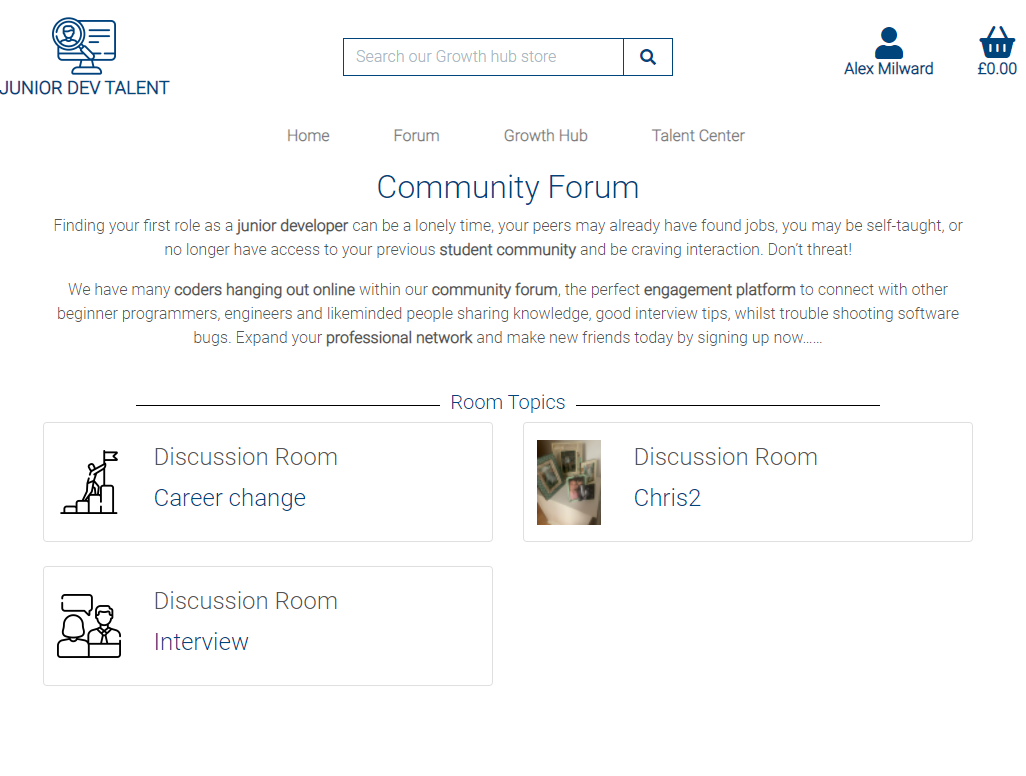 JUNIOR DEV TALENT
Search our Growth hub store
Alex Milward
£0.00
Home Forum Growth Hub Talent Center
Community Forum
Finding your first role as a junior developer can be a lonely time, your peers may already have found jobs, you may be self-taught, or
no longer have access to your previous student community and be craving interaction. Don't threat!
We have many coders hanging out online within our community forum, the perfect engagement platform to connect with other
beginner programmers, engineers and likeminded people sharing knowledge, good interview tips, whilst trouble shooting software
bugs. Expand your professional network and make new friends today by signing up now......
Room Topics
Discussion Room
Career change
Discussion Room
Chris2
Discussion Room
Interview